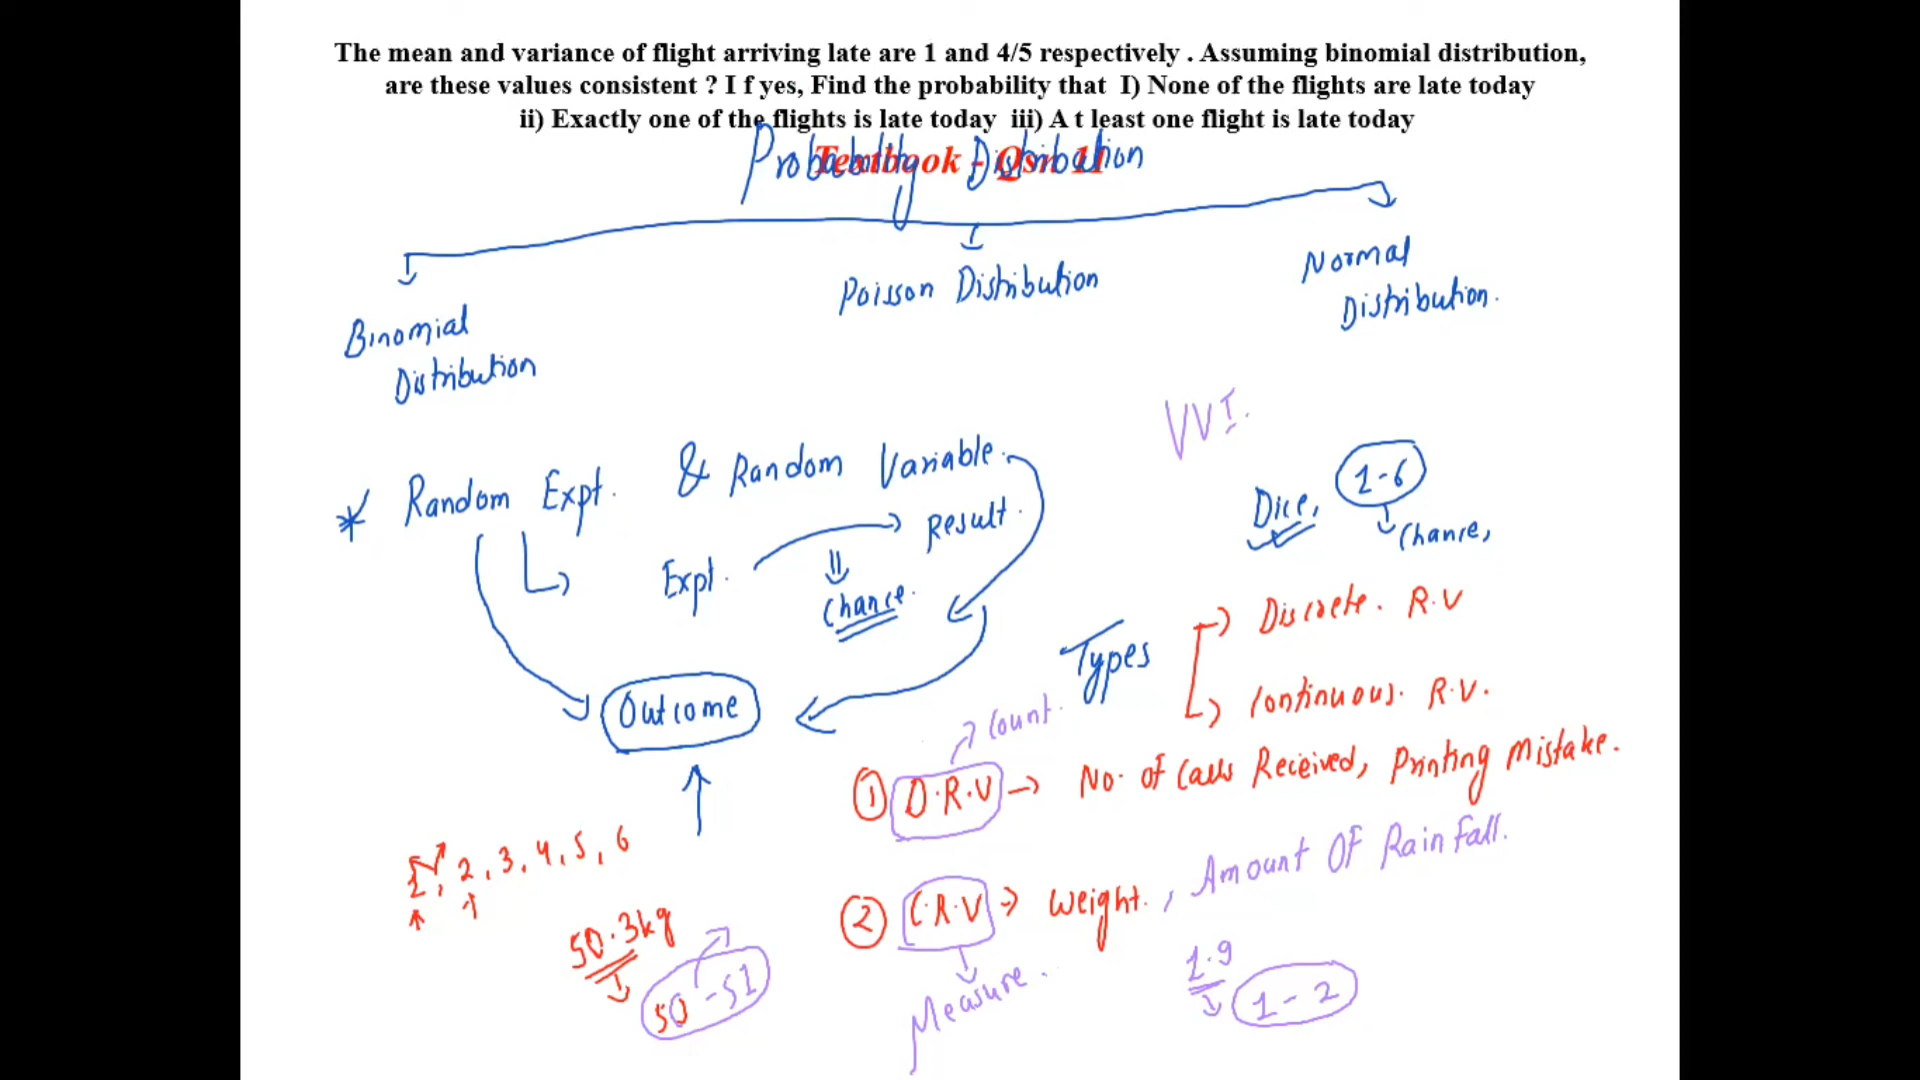 The mean and variance of flight arriving late are 1 and 4/5 respectively . Assuming binomial distribution,
are these values consistent ? I f yes, Find the probability that I) None of the flights are late today
ii) Exactly one of the flights is late today iii) A t least one flight is late today
Textbook - Qsn 11
Probability Distribution
Binomial
Distribution
Poisson Distribution
Normal
Distribution.
VVI.
* Random Expt. & Random Variable.
Expt. → Result.
Chance.
Dice, 1-6
Chance,
Outcome
Types
Discrete. R.V
Continuous. R.V.
Count.
① D.R.V → No. of Calls Received, Printing Mistake.
1, 2, 3, 4, 5, 6
② C.R.V → Weight. , Amount Of Rainfall.
Measure.
50.3kg
50-51
1.9
1-2